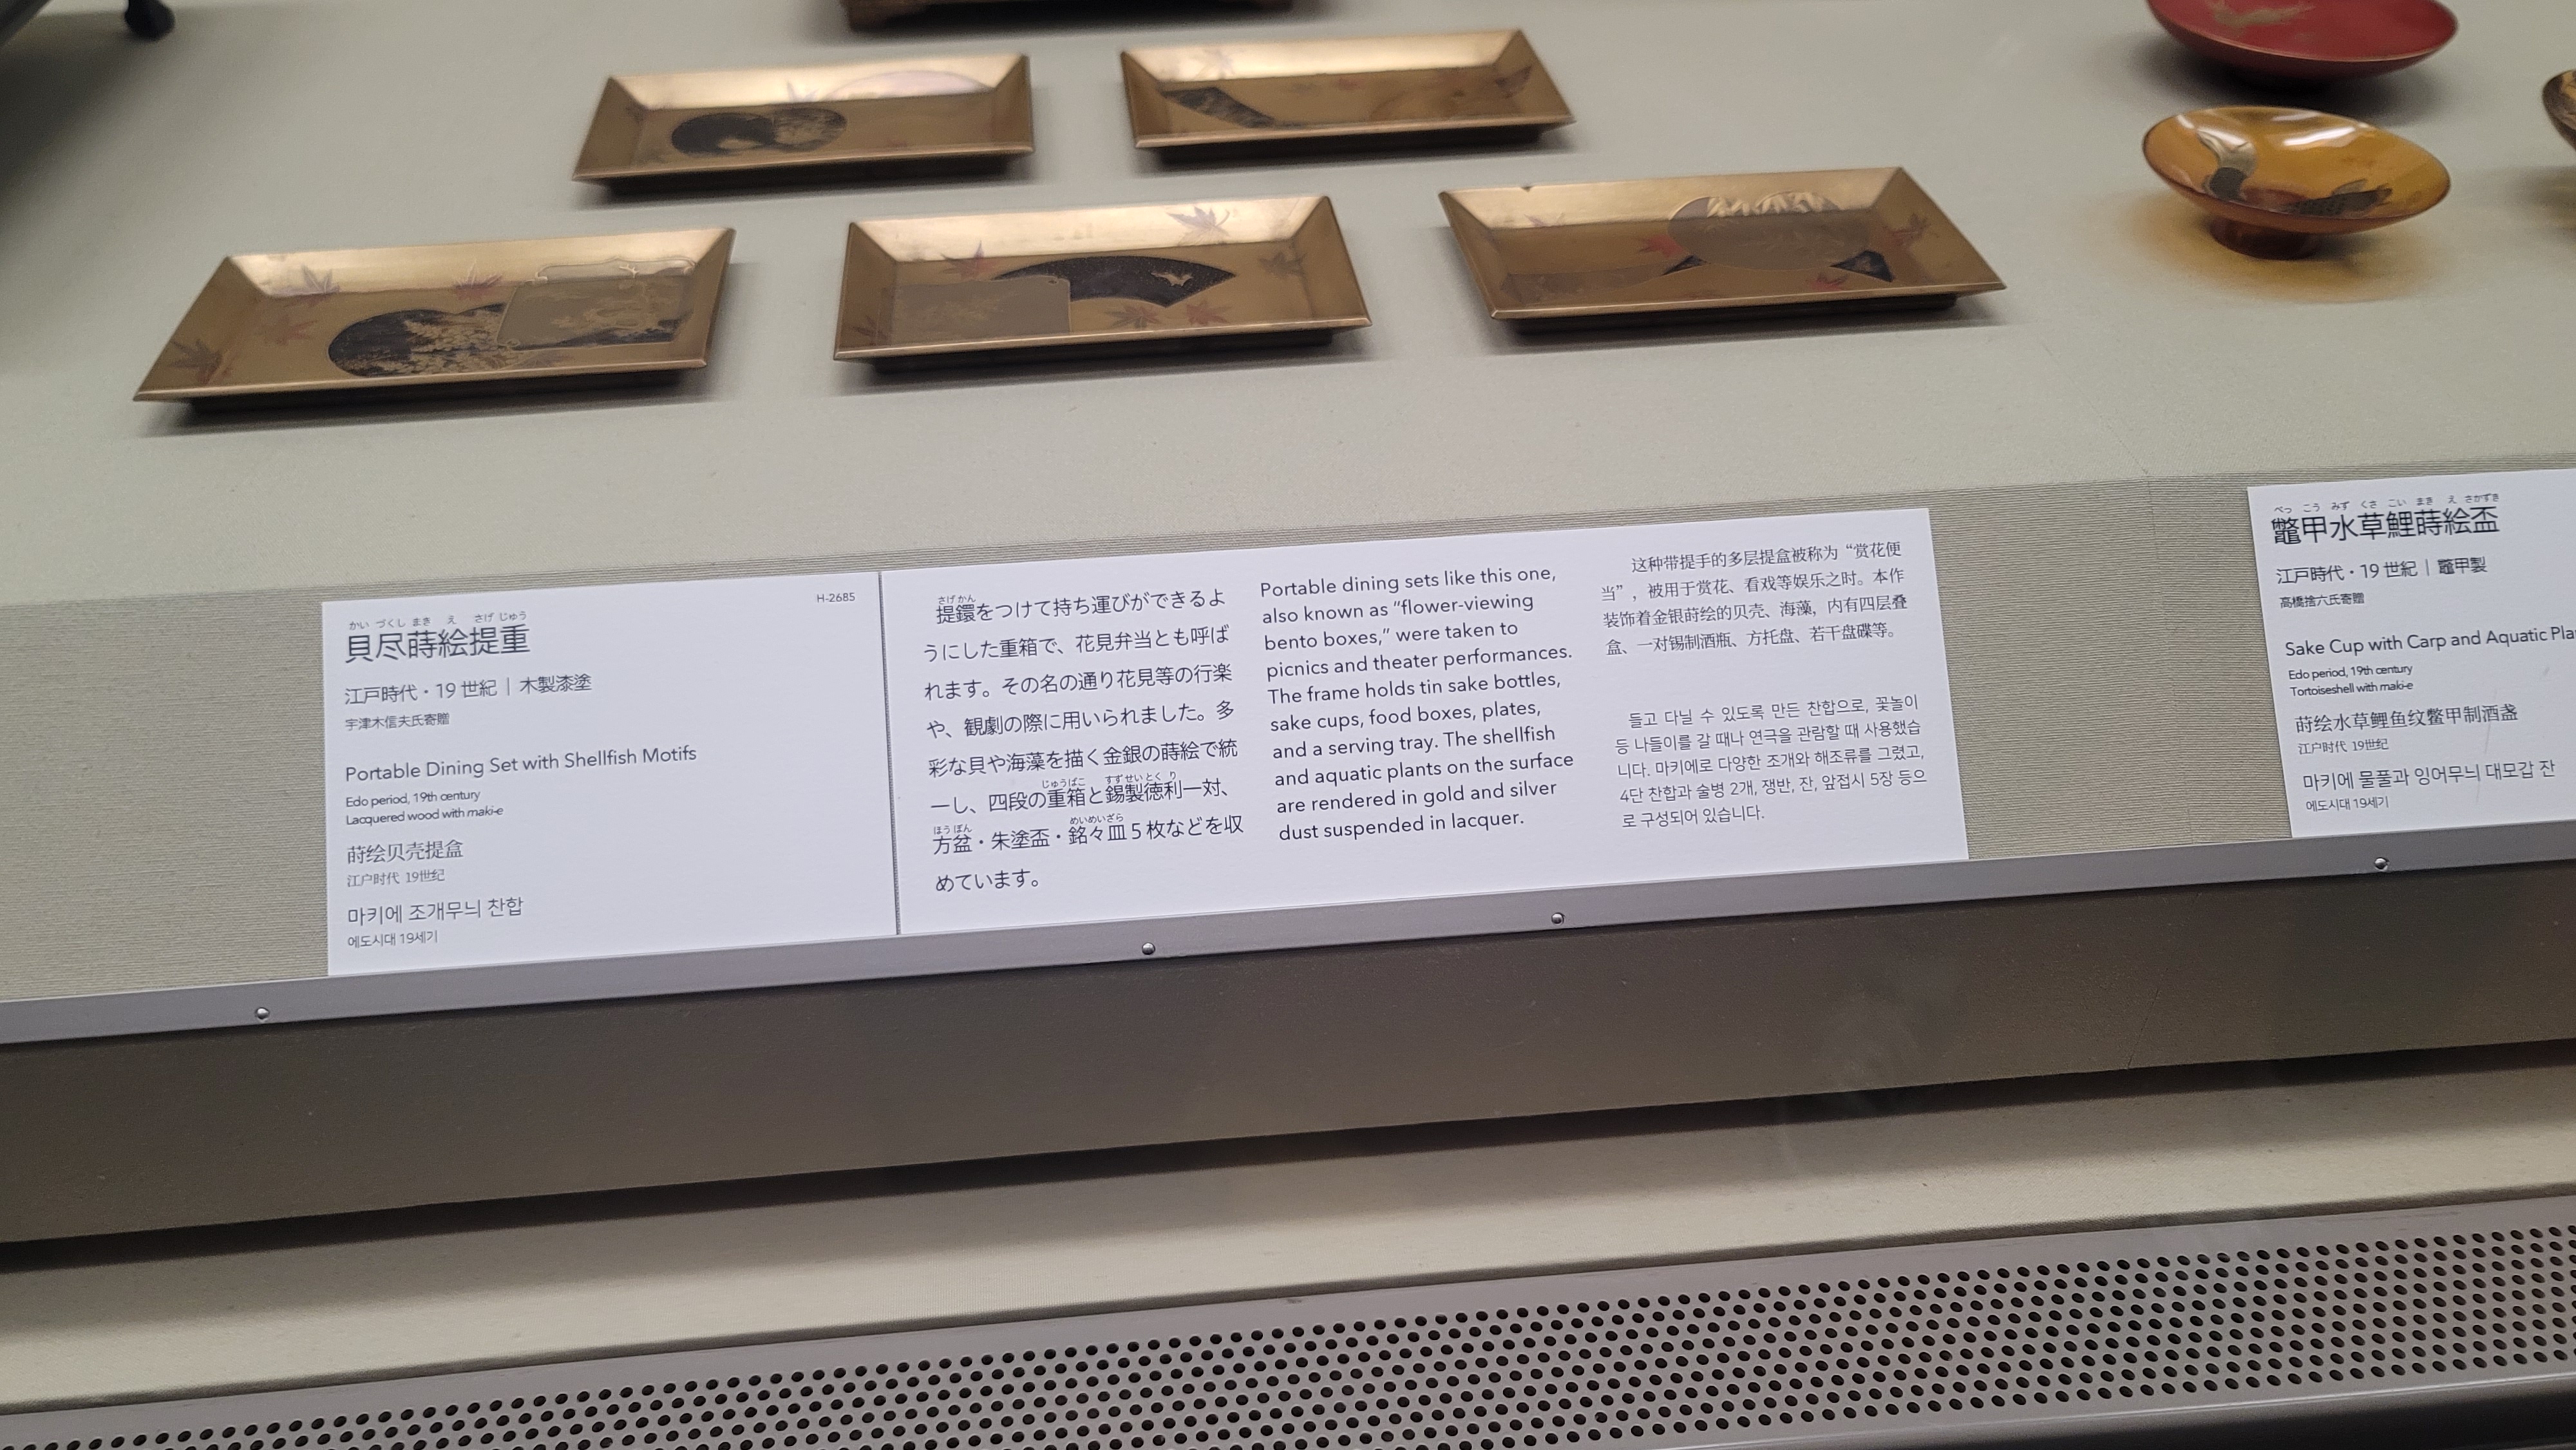 H-2685
かいづくしまきえさげじゅう
貝尽蒔絵提重
江戸時代・19世紀｜木製漆塗
宇津木信夫氏寄贈
Portable Dining Set with Shellfish Motifs
Edo period, 19th century
Lacquered wood with maki-e
莳绘贝壳提盒
江户时代 19世纪
마키에 조개무늬 찬합
에도시대 19세기
さげかん
提鐶をつけて持ち運びができるよ
うにした重箱で、花見弁当とも呼ば
れます。その名の通り花見等の行楽
や、観劇の際に用いられました。多
彩な貝や海藻を描く金銀の蒔絵で統
じゅうばこ すずせいとくり
一し、四段の重箱と錫製徳利一対、
ほうぼん めいめいざら
方盆・朱塗盃・銘々皿5枚などを収
めています。
Portable dining sets like this one,
also known as “flower-viewing
bento boxes,” were taken to
picnics and theater performances.
The frame holds tin sake bottles,
sake cups, food boxes, plates,
and a serving tray. The shellfish
and aquatic plants on the surface
are rendered in gold and silver
dust suspended in lacquer.
这种带提手的多层提盒被称为“赏花便
当”，被用于赏花、看戏等娱乐之时。本作
装饰着金银莳绘的贝壳、海藻，内有四层叠
盒、一对锡制酒瓶、方托盘、若干盘碟等。
들고 다닐 수 있도록 만든 찬합으로, 꽃놀이
등 나들이를 갈 때나 연극을 관람할 때 사용했습
니다. 마키에로 다양한 조개와 해조류를 그렸고,
4단 찬합과 술병 2개, 쟁반, 잔, 앞접시 5장 등으
로 구성되어 있습니다.
べっこうみずくさこいまきえさかずき
鼈甲水草鯉蒔絵盃
江戸時代・19世紀｜鼈甲製
高橋捨六氏寄贈
Sake Cup with Carp and Aquatic Pla
Edo period, 19th century
Tortoiseshell with maki-e
莳绘水草鲤鱼纹鳖甲制酒盏
江户时代 19世纪
마키에 물풀과 잉어무늬 대모갑 잔
에도시대 19세기